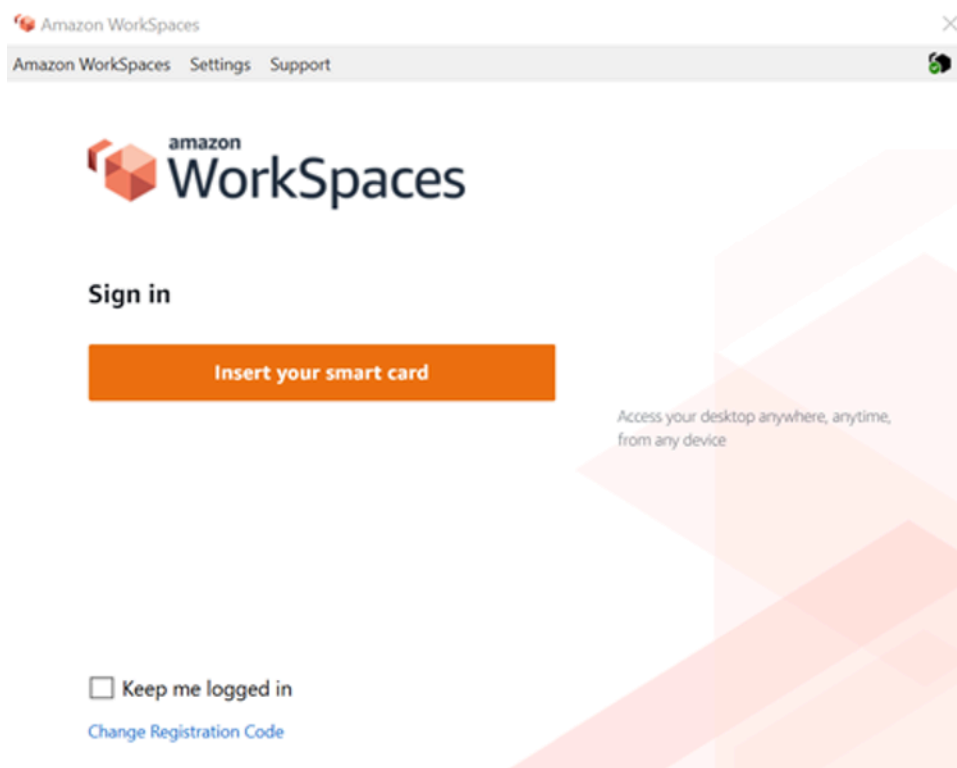 Amazon WorkSpaces
Amazon WorkSpaces Settings Support
amazon
WorkSpaces
Sign in
Insert your smart card
Access your desktop anywhere, anytime,
from any device
Keep me logged in
Change Registration Code